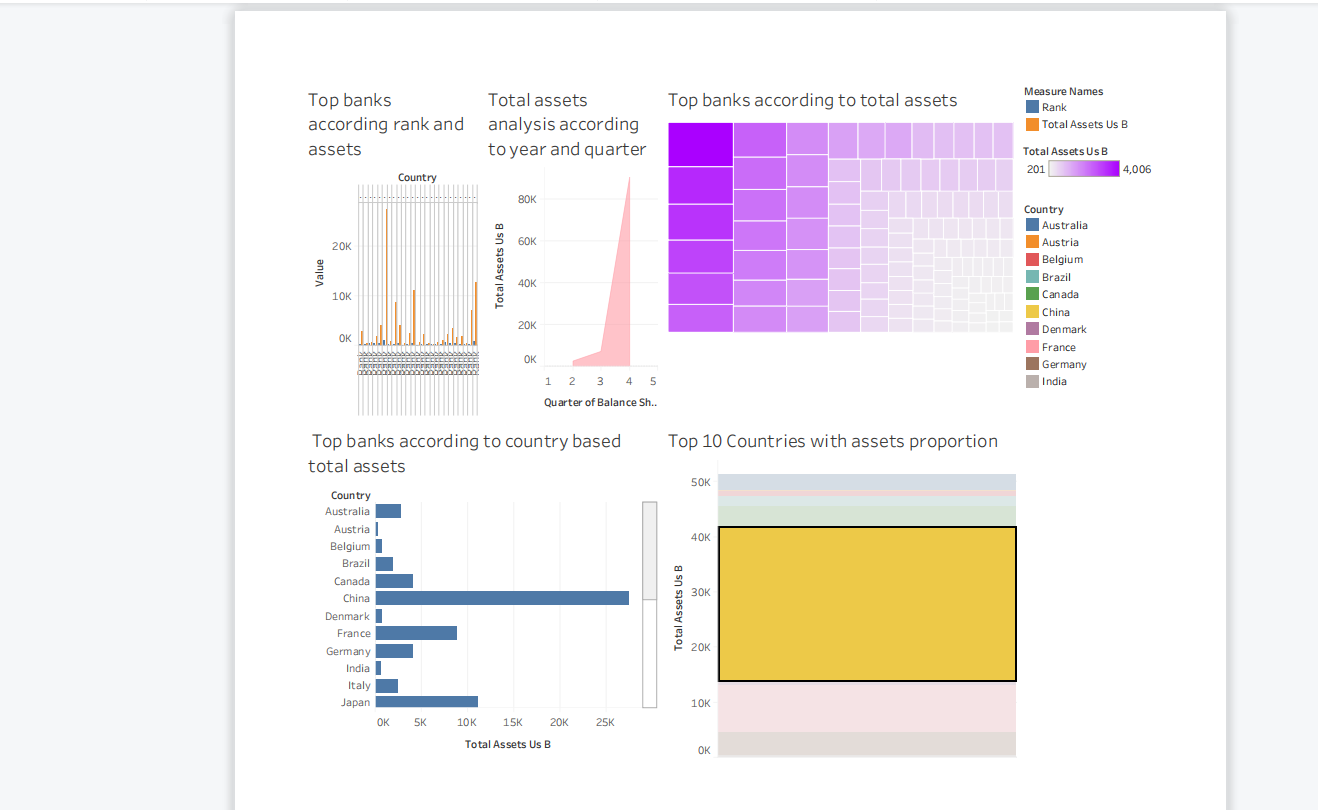 Top banks
according rank and
assets
Country
20K
10K
0K
Value
Total assets
analysis according
to year and quarter
80K
60K
40K
20K
0K
Total Assets Us B
1 2 3 4 5
Quarter of Balance Sh..
Top banks according to total assets
Measure Names
Rank
Total Assets Us B
Total Assets Us B
201 4,006
Country
Australia
Austria
Belgium
Brazil
Canada
China
Denmark
France
Germany
India
Top banks according to country based
total assets
Country
Australia
Austria
Belgium
Brazil
Canada
China
Denmark
France
Germany
India
Italy
Japan
0K 5K 10K 15K 20K 25K
Total Assets Us B
Top 10 Countries with assets proportion
50K
40K
30K
20K
10K
0K
Total Assets Us B